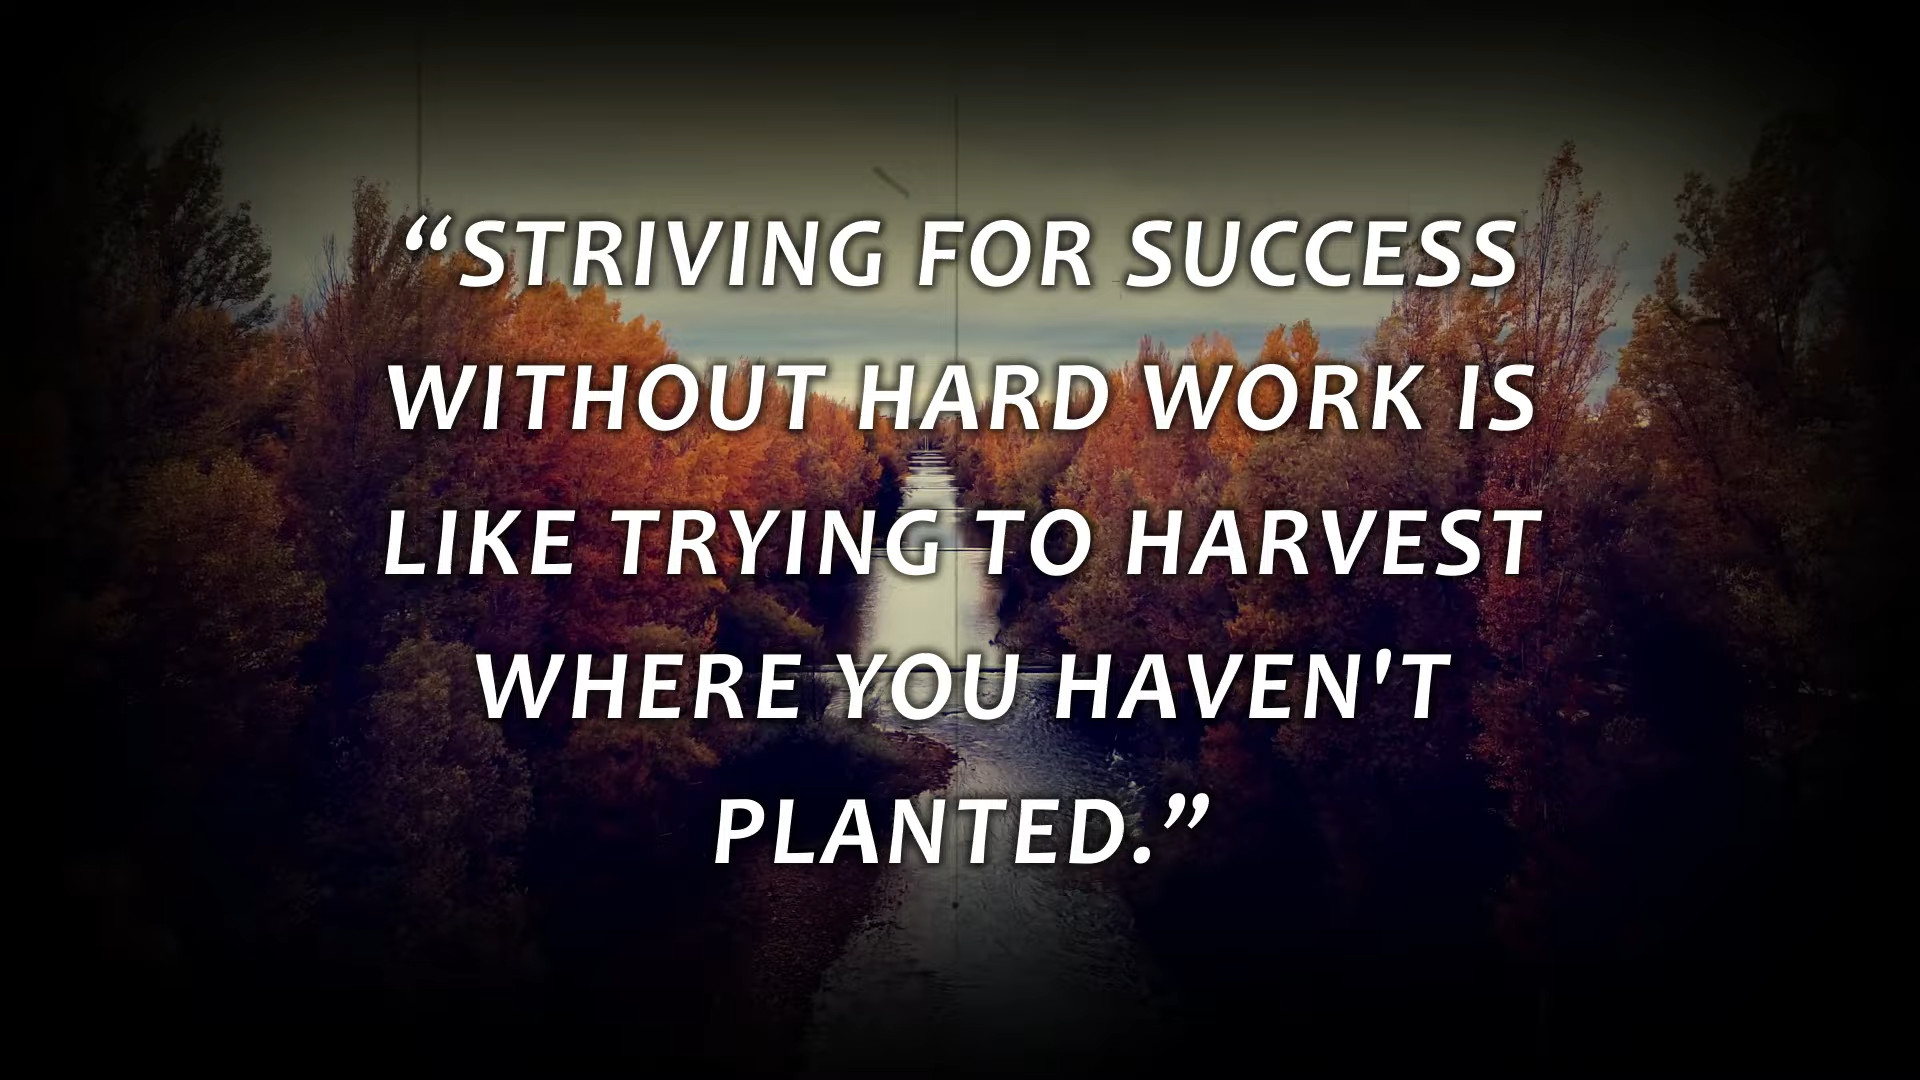 “STRIVING FOR SUCCESS
WITHOUT HARD WORK IS
LIKE TRYING TO HARVEST
WHERE YOU HAVEN'T
PLANTED.”